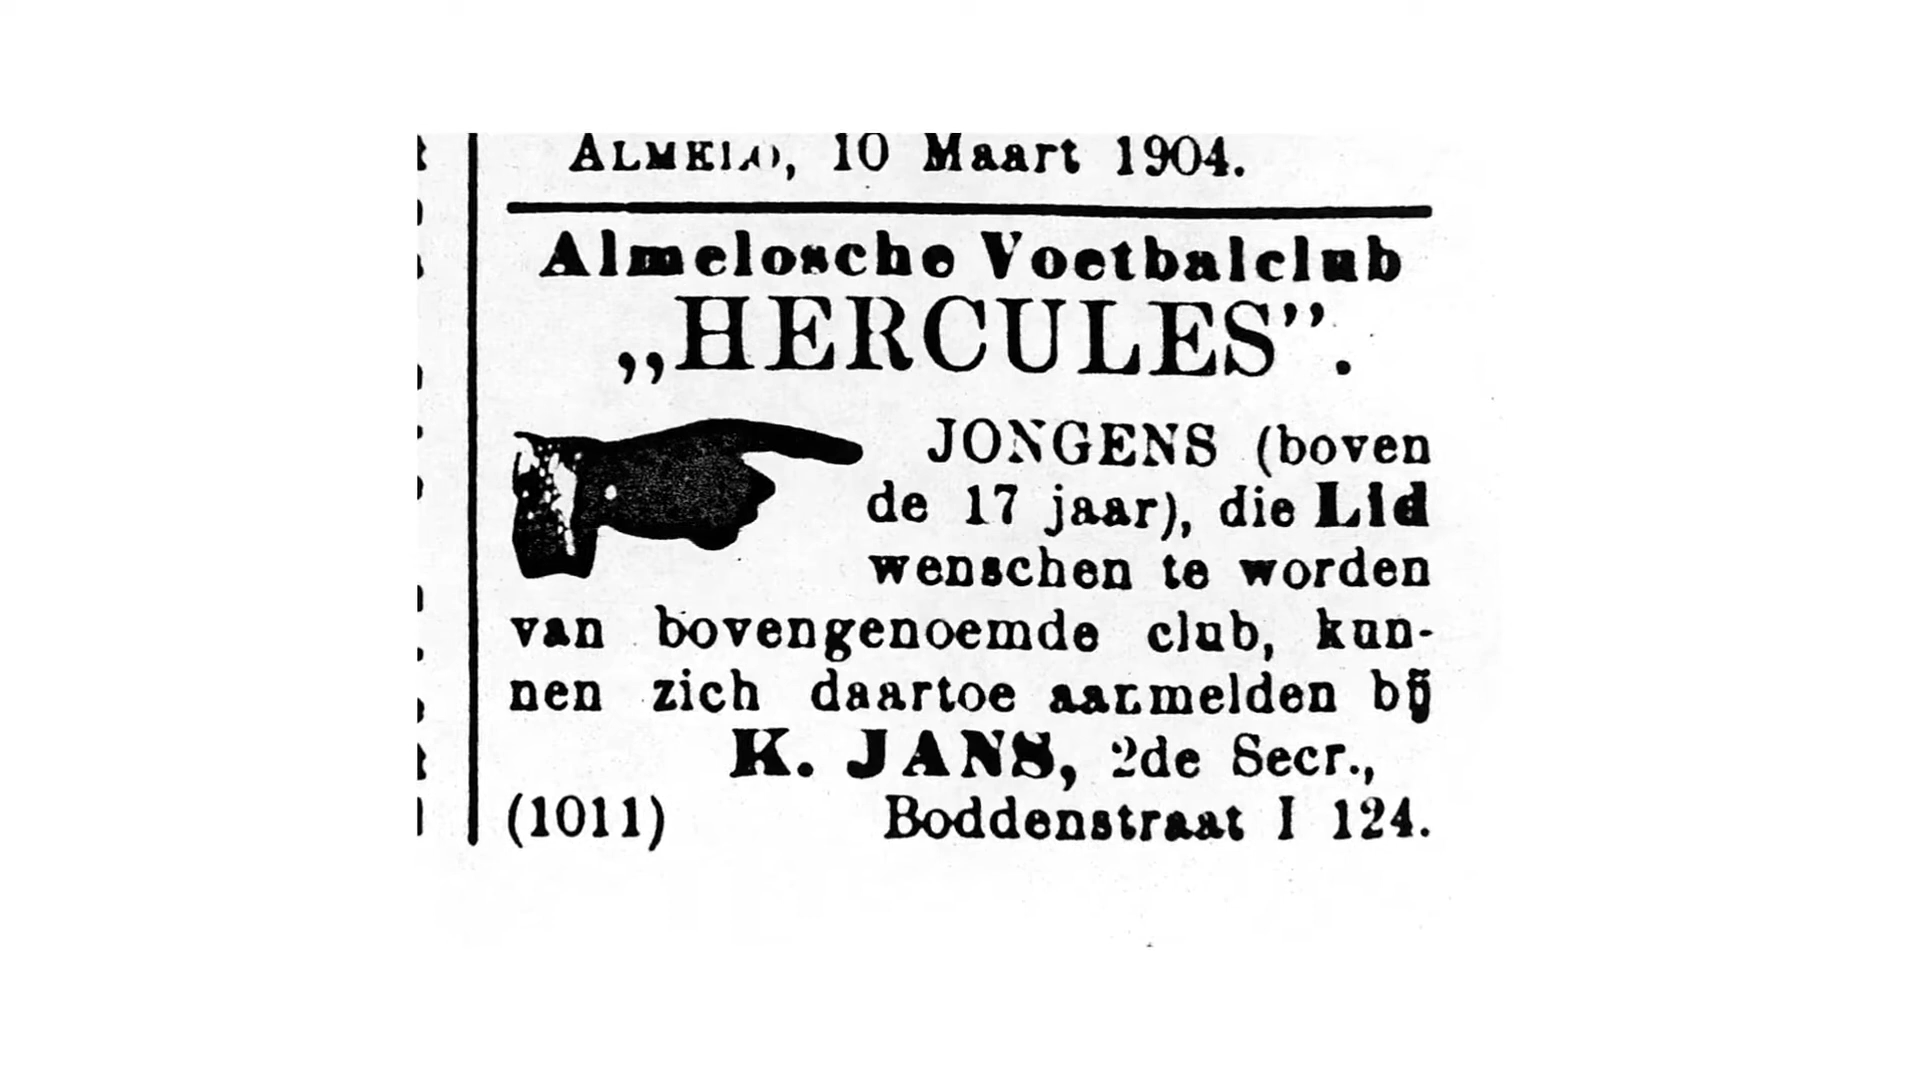 ALMELO, 10 Maart 1904.
Almelosche Voetbalclub
„HERCULES”.
JONGENS (boven
de 17 jaar), die Lid
wenschen te worden
van bovengenoemde club, kun-
nen zich daartoe aanmelden bij
K. JANS, 2de Secr.,
(1011) Boddenstraat I 124.